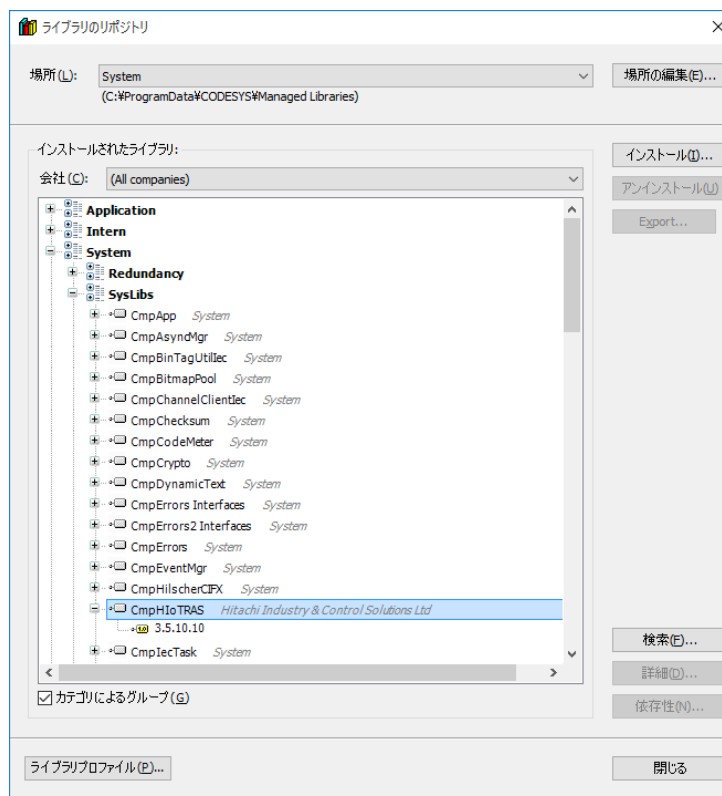 ライブラリのリポジトリ
場所(L): System 場所の編集(E)...
(C:¥ProgramData¥CODESYS¥Managed Libraries)
インストールされたライブラリ:
インストール(I)...
会社(C): (All companies)
アンインストール(U)
Export...
Application
Intern
System
Redundancy
SysLibs
CmpApp System
CmpAsyncMgr System
CmpBinTagUtilIec System
CmpBitmapPool System
CmpChannelClientIec System
CmpChecksum System
CmpCodeMeter System
CmpCrypto System
CmpDynamicText System
CmpErrors Interfaces System
CmpErrors2 Interfaces System
CmpErrors System
CmpEventMgr System
CmpHilscherCIFX System
CmpHIoTRAS Hitachi Industry & Control Solutions Ltd
3.5.10.10
CmpIecTask System
検索(F)...
詳細(D)...
依存性(N)...
カテゴリによるグループ(G)
ライブラリプロファイル(P)... 閉じる